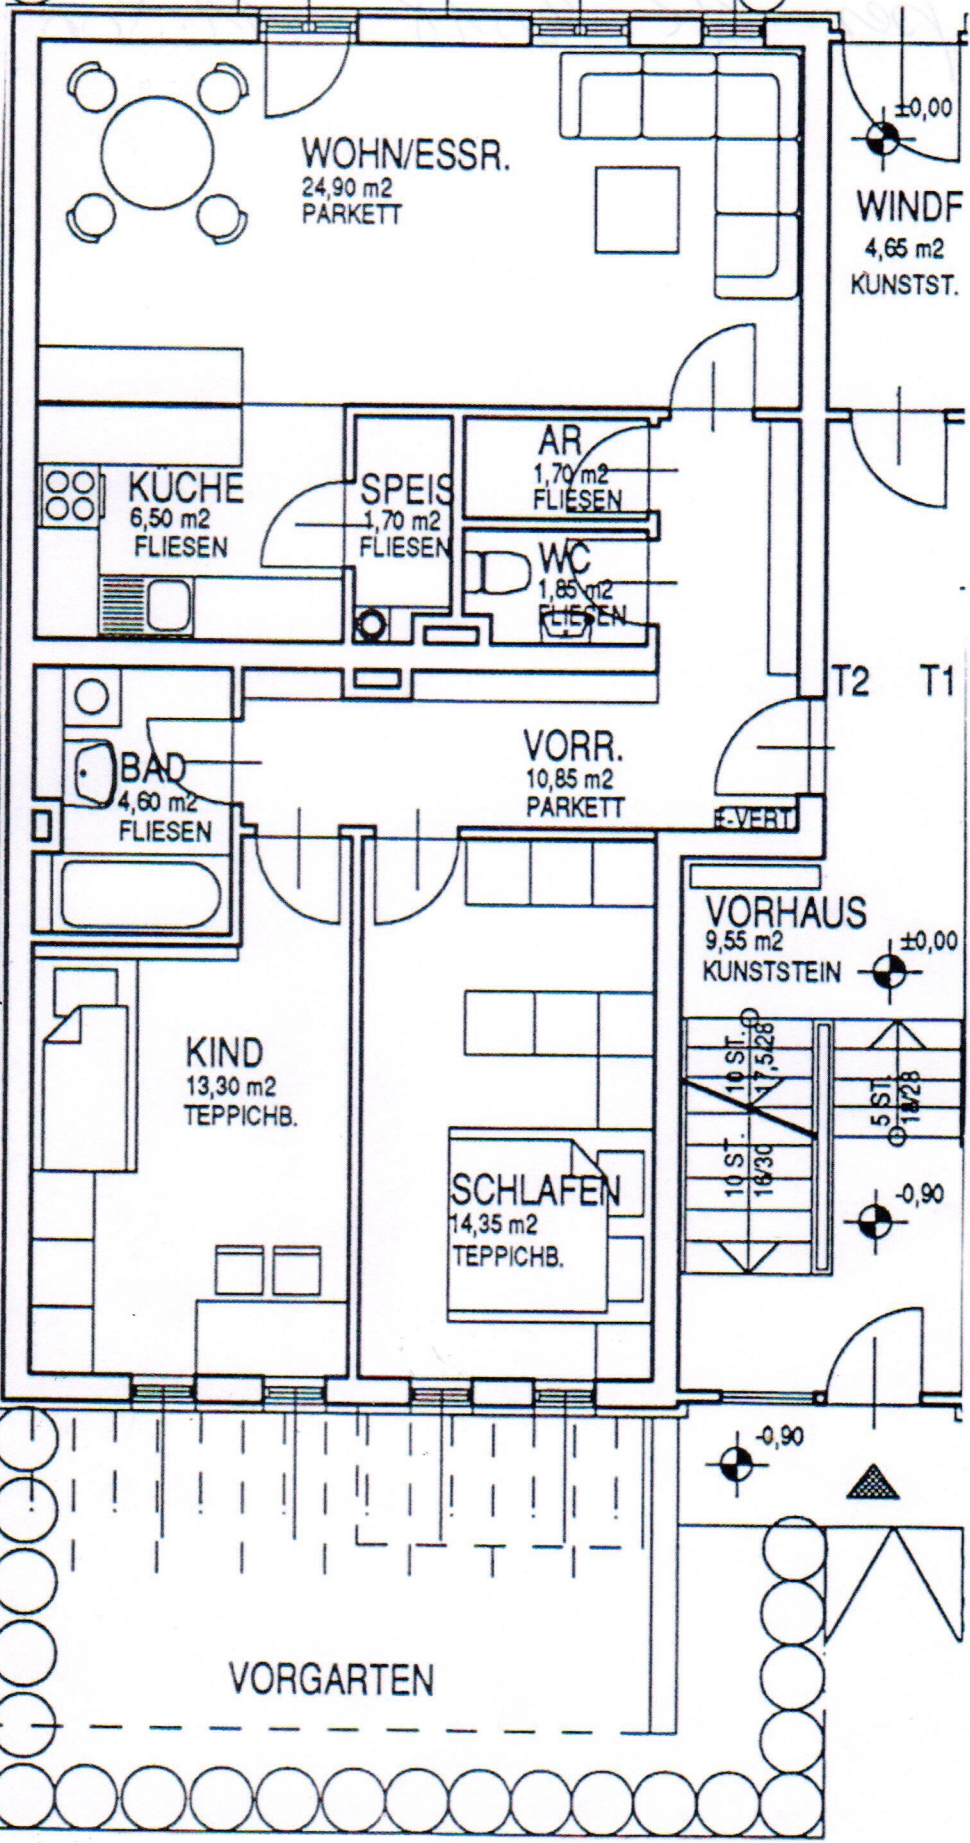 ±0,00
WOHN/ESSR.
24,90 m2
PARKETT
WINDF
4,65 m2
KUNSTST.
AR
1,70 m2
FLIESEN
KÜCHE
6,50 m2
FLIESEN
SPEIS
1,70 m2
FLIESEN
WC
1,85 m2
FLIESEN
T2 T1
VORR.
10,85 m2
PARKETT
BAD
4,60 m2
FLIESEN
E-VERT
VORHAUS
9,55 m2
KUNSTSTEIN
±0,00
KIND
13,30 m2
TEPPICHB.
10 ST.
17,5/28
5 ST.
18/28
10 ST.
16/30
SCHLAFEN
14,35 m2
TEPPICHB.
-0,90
-0,90
VORGARTEN